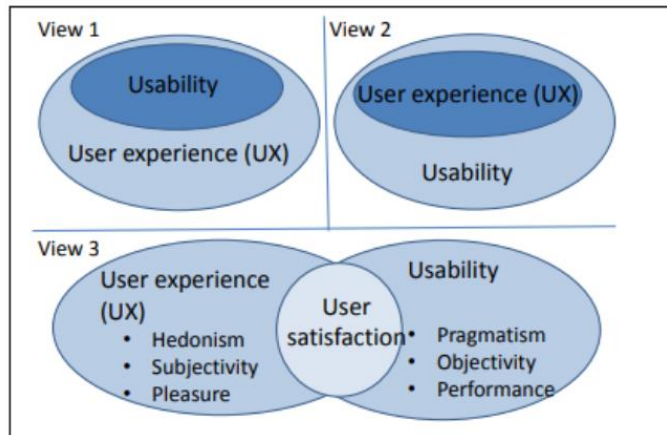 View 1
Usability
User experience (UX)
View 2
User experience (UX)
Usability
View 3
User experience
(UX)
• Hedonism
• Subjectivity
• Pleasure
User
satisfaction
Usability
• Pragmatism
• Objectivity
• Performance